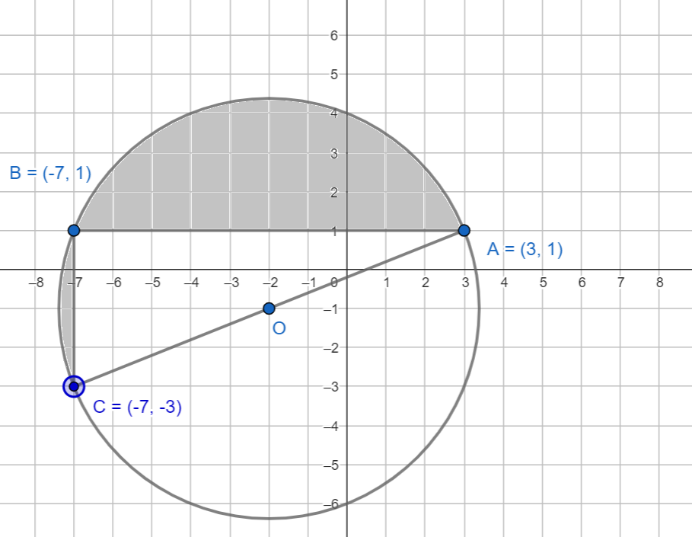 6
5
4
3
2
1
B = (-7, 1)
A = (3, 1)
–8 –7 –6 –5 –4 –3 –2 –1 0 1 2 3 4 5 6 7 8
–1
O
–2
–3
C = (-7, -3)
–4
–5
–6